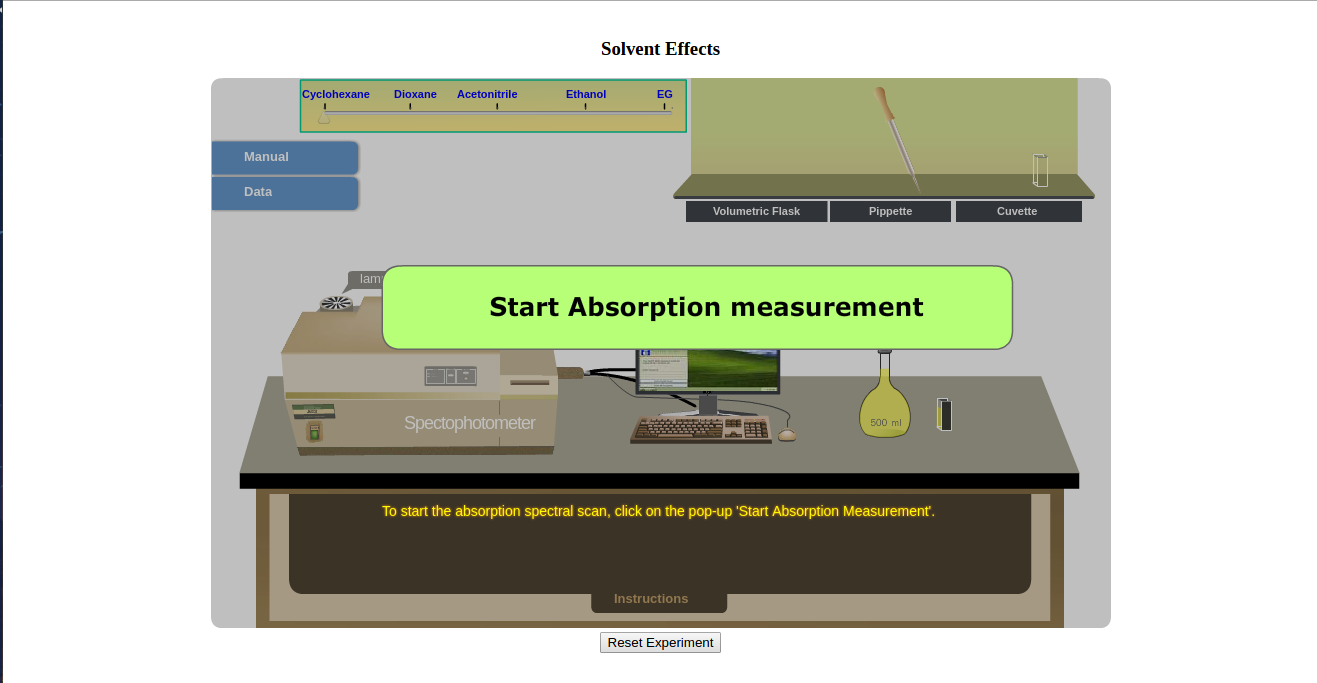 Solvent Effects
Cyclohexane Dioxane Acetonitrile Ethanol EG
Manual
Data
Volumetric Flask Pippette Cuvette
lam
Start Absorption measurement
Spectophotometer
500 ml
To start the absorption spectral scan, click on the pop-up 'Start Absorption Measurement'.
Instructions
Reset Experiment